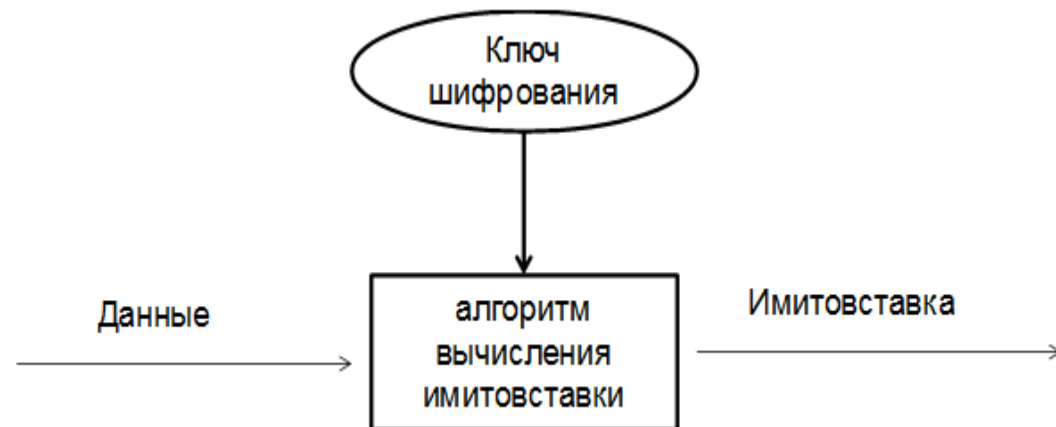 Ключ
шифрования
Данные
алгоритм
вычисления
имитовставки
Имитовставка